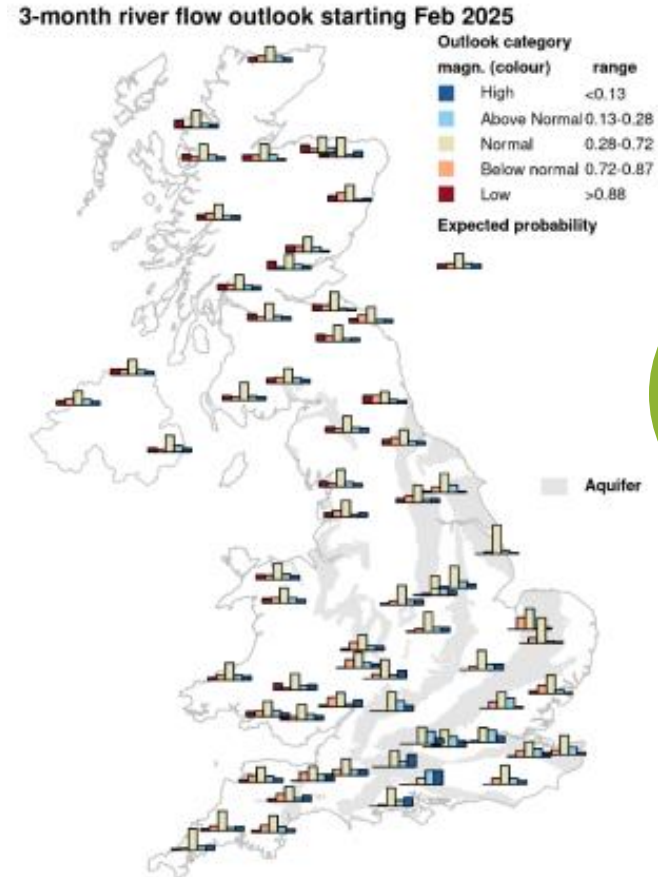 3-month river flow outlook starting Feb 2025
Outlook category
magn. (colour) range
High <0.13
Above Normal 0.13-0.28
Normal 0.28-0.72
Below normal 0.72-0.87
Low >0.88
Expected probability
Aquifer